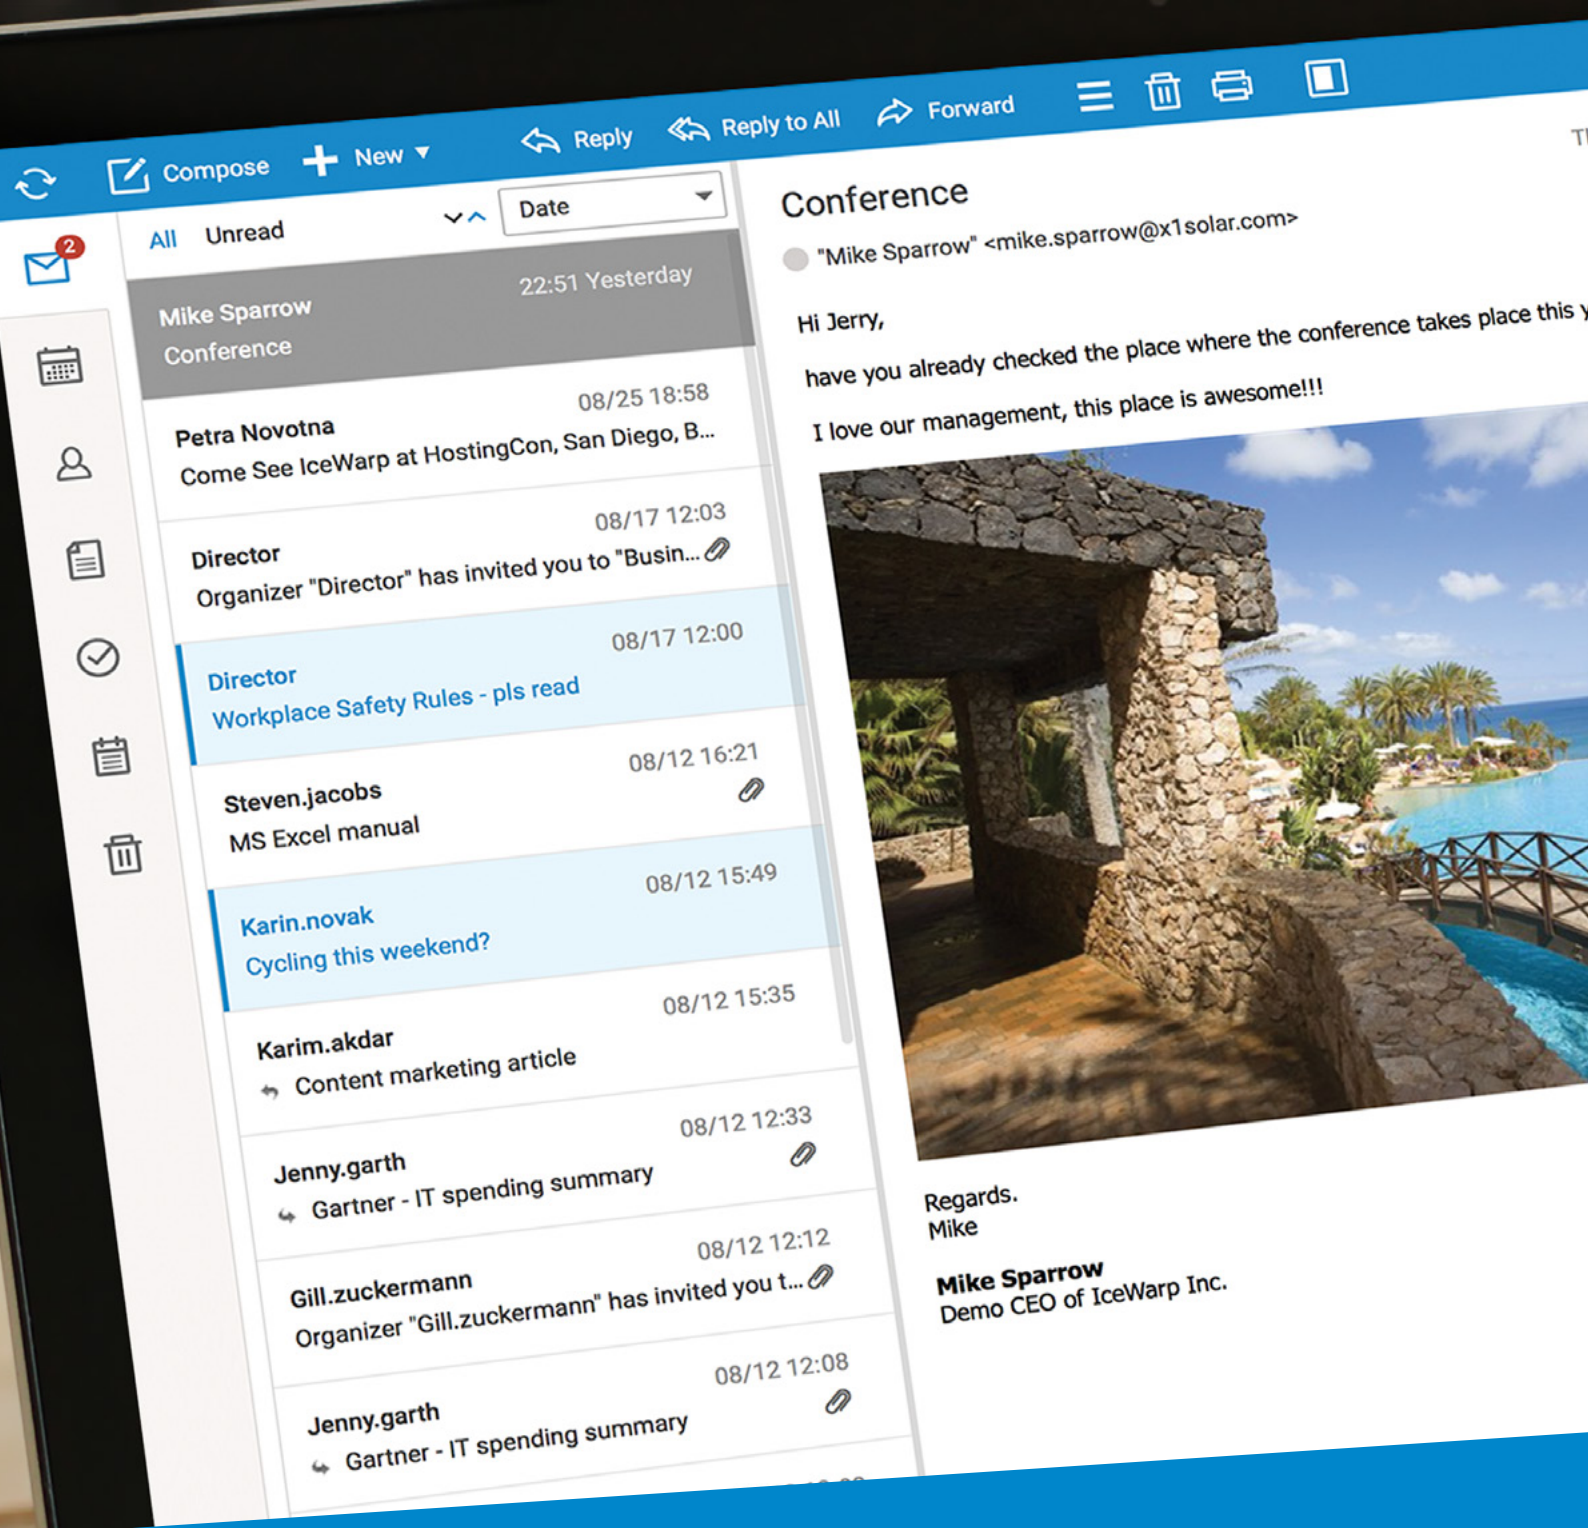 Compose New Reply Reply to All Forward
2
All Unread Date
Mike Sparrow 22:51 Yesterday
Conference
Petra Novotna 08/25 18:58
Come See IceWarp at HostingCon, San Diego, B...
Director 08/17 12:03
Organizer "Director" has invited you to "Busin...
Director 08/17 12:00
Workplace Safety Rules - pls read
Steven.jacobs 08/12 16:21
MS Excel manual
Karin.novak 08/12 15:49
Cycling this weekend?
Karim.akdar 08/12 15:35
Content marketing article
Jenny.garth 08/12 12:33
Gartner - IT spending summary
Gill.zuckermann 08/12 12:12
Organizer "Gill.zuckermann" has invited you t...
Jenny.garth 08/12 12:08
Gartner - IT spending summary
Conference
"Mike Sparrow" <mike.sparrow@x1solar.com>
Hi Jerry,
have you already checked the place where the conference takes place this
I love our management, this place is awesome!!!
Regards.
Mike
Mike Sparrow
Demo CEO of IceWarp Inc.